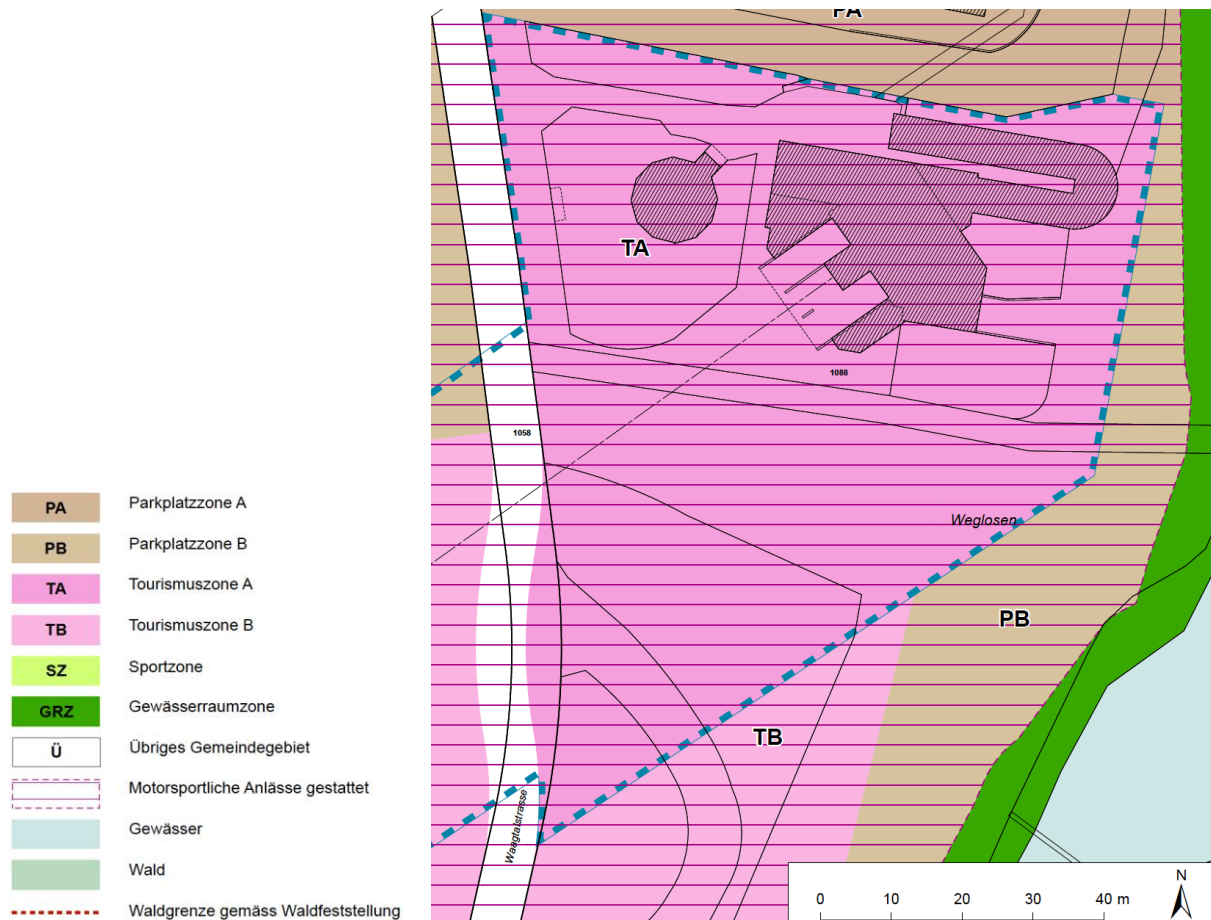 PA
TA
1088
1058
Weglosen
PB
TB
Waagtalstrasse
PA Parkplatzzone A
PB Parkplatzzone B
TA Tourismuszone A
TB Tourismuszone B
SZ Sportzone
GRZ Gewässerraumzone
Ü Übriges Gemeindegebiet
Motorsportliche Anlässe gestattet
Gewässer
Wald
Waldgrenze gemäss Waldfeststellung
0 10 20 30 40 m
N